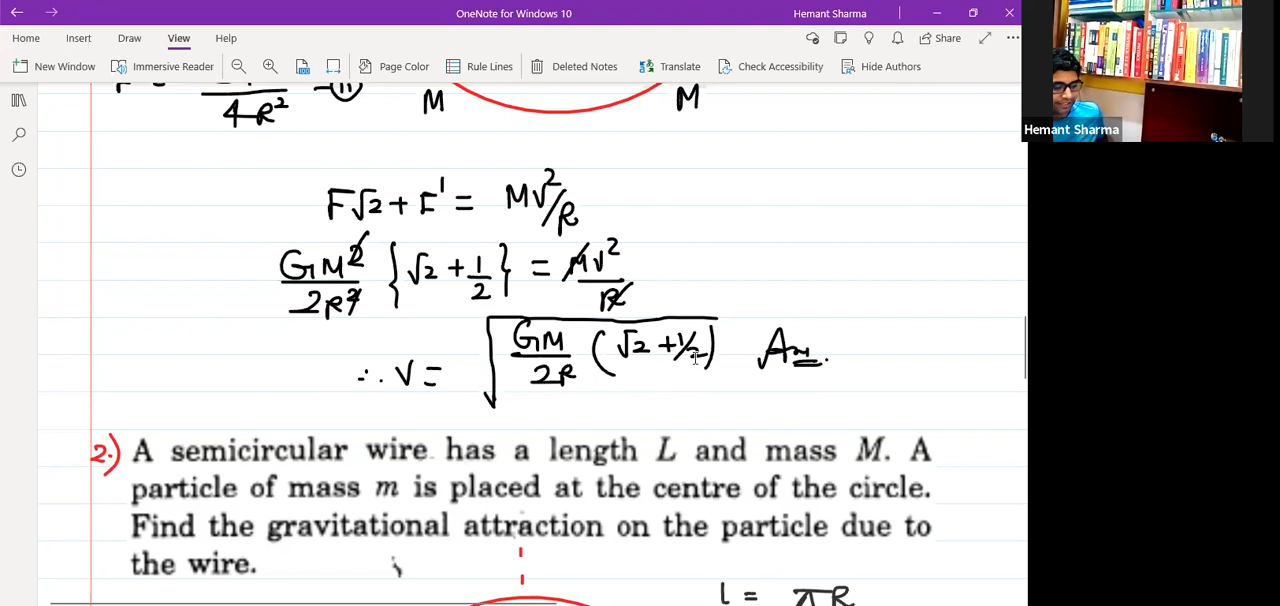 OneNote for Windows 10
Hemant Sharma
Home Insert Draw View Help
Share
New Window Immersive Reader Page Color Rule Lines Deleted Notes Translate Check Accessibility Hide Authors
Hemant Sharma
4R² —(11)
M M
F√2 + F' = MV²/R
GM²/2R² {√2 + 1/2} = MV²/R
∴ V = √(GM/2R (√2 + 1/2)) Ans.
2.) A semicircular wire has a length L and mass M. A
particle of mass m is placed at the centre of the circle.
Find the gravitational attraction on the particle due to
the wire.
l = πR